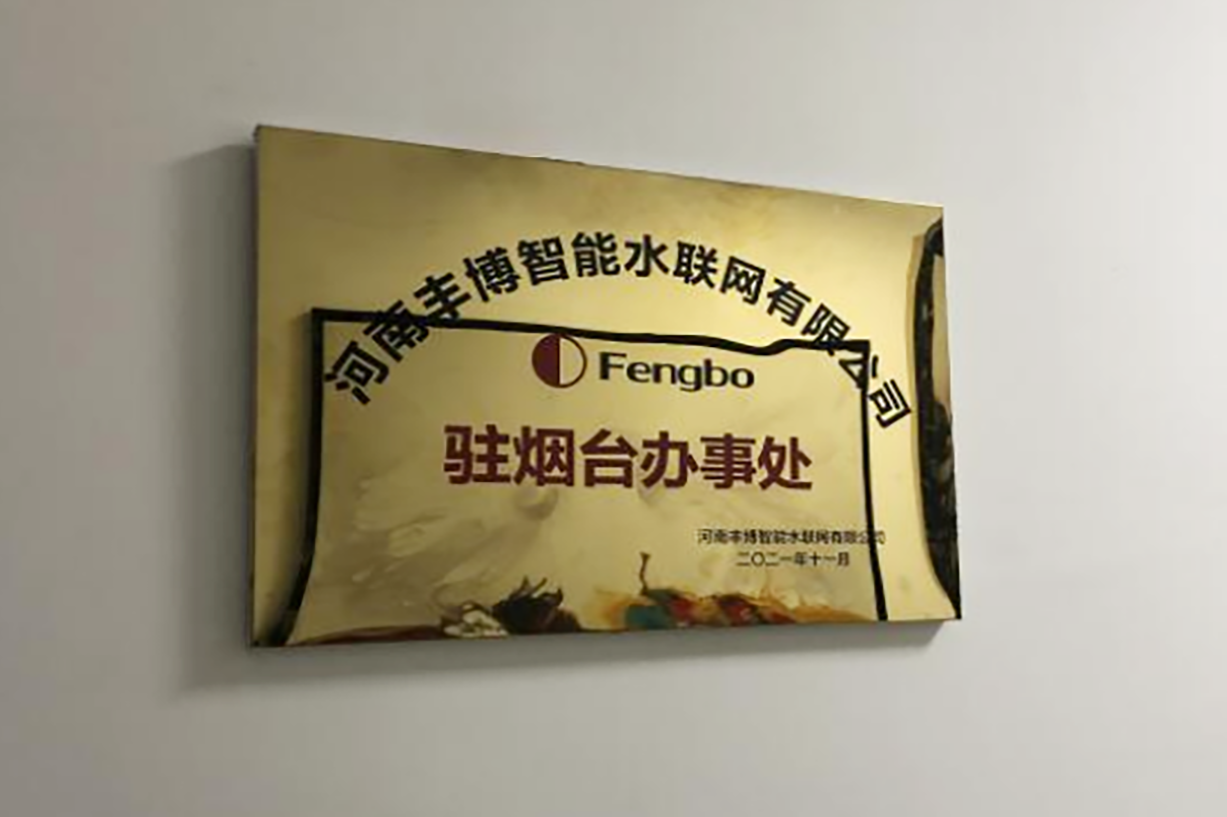 河南丰博智能水联网有限公司
Fengbo
驻烟台办事处
河南丰博智能水联网有限公司
二〇二一年十一月